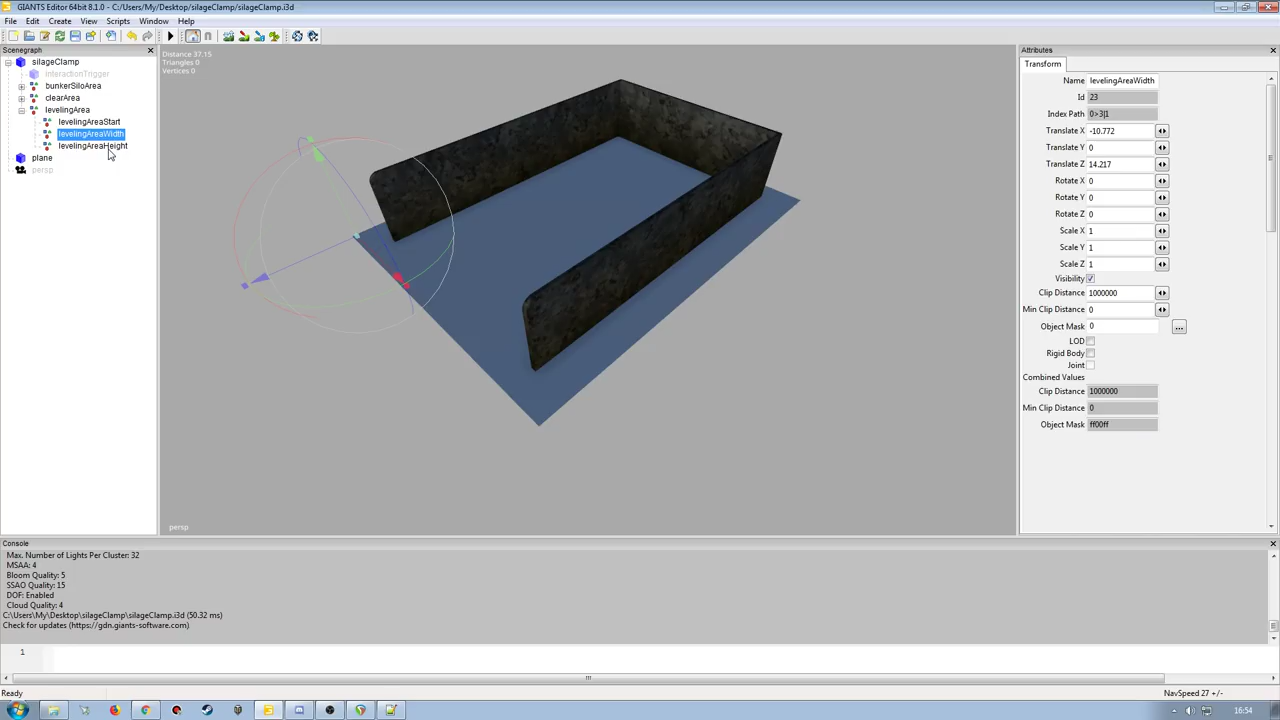 GIANTS Editor 64bit 8.1.0 - C:/Users/My/Desktop/silageClamp/silageClamp.i3d
File Edit Create View Scripts Window Help
Scenegraph
silageClamp
interactionTrigger
bunkerSiloArea
clearArea
levelingArea
levelingAreaStart
levelingAreaWidth
levelingAreaHeight
plane
persp
Distance 37.15
Triangles 0
Vertices 0
persp
Attributes
Transform
Name levelingAreaWidth
Id 23
Index Path 0>3|1
Translate X -10.772
Translate Y 0
Translate Z 14.217
Rotate X 0
Rotate Y 0
Rotate Z 0
Scale X 1
Scale Y 1
Scale Z 1
Visibility
Clip Distance 1000000
Min Clip Distance 0
Object Mask 0 ...
LOD
Rigid Body
Joint
Combined Values
Clip Distance 1000000
Min Clip Distance 0
Object Mask ff00ff
Console
Max. Number of Lights Per Cluster: 32
MSAA: 4
Bloom Quality: 5
SSAO Quality: 15
DOF: Enabled
Cloud Quality: 4
C:\Users\My\Desktop\silageClamp\silageClamp.i3d (50.32 ms)
Check for updates (https://gdn.giants-software.com)
1
Ready
NavSpeed 27 +/-
16:54